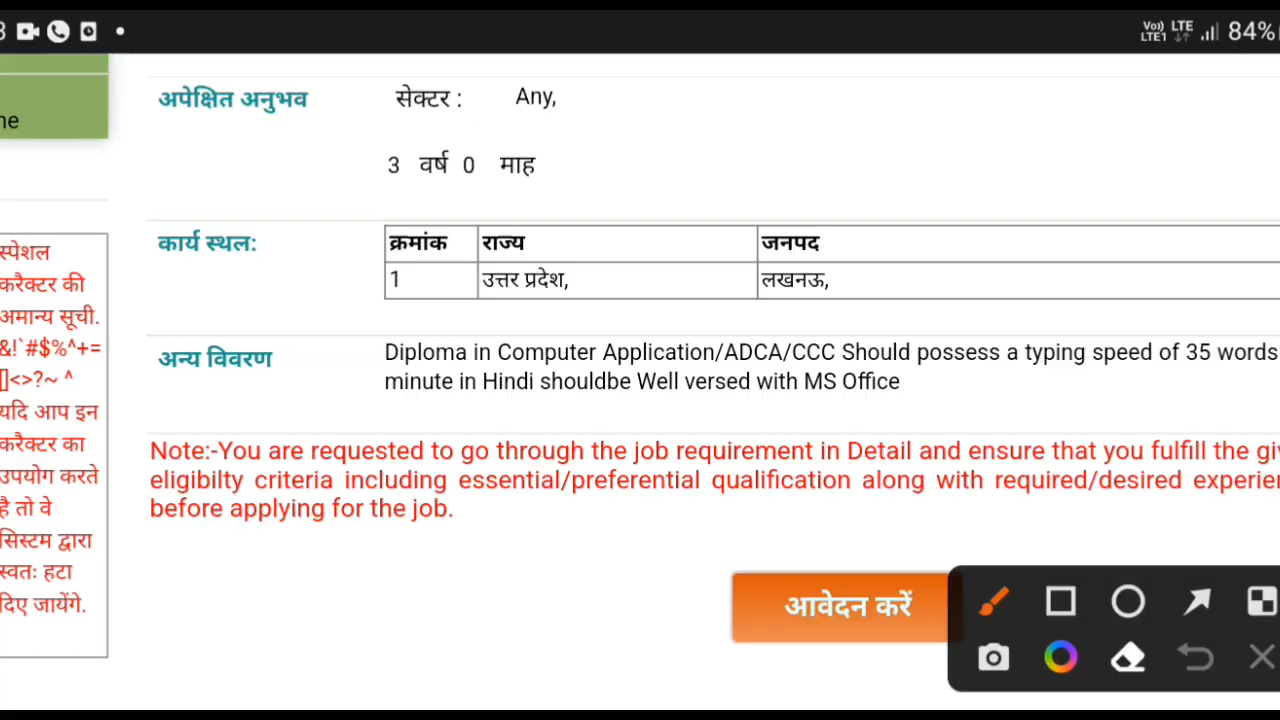 84%
अपेक्षित अनुभव सेक्टर : Any,
ne
3 वर्ष 0 माह
कार्य स्थल: क्रमांक राज्य जनपद
1 उत्तर प्रदेश, लखनऊ,
स्पेशल
करैक्टर की
अमान्य सूची.
&!`#$%^+=
[]<>?~ ^
यदि आप इन
करैक्टर का
उपयोग करते
है तो वे
सिस्टम द्वारा
स्वतः हटा
दिए जायेंगे.
अन्य विवरण Diploma in Computer Application/ADCA/CCC Should possess a typing speed of 35 words
minute in Hindi shouldbe Well versed with MS Office
Note:-You are requested to go through the job requirement in Detail and ensure that you fulfill the gi
eligibilty criteria including essential/preferential qualification along with required/desired experie
before applying for the job.
आवेदन करें